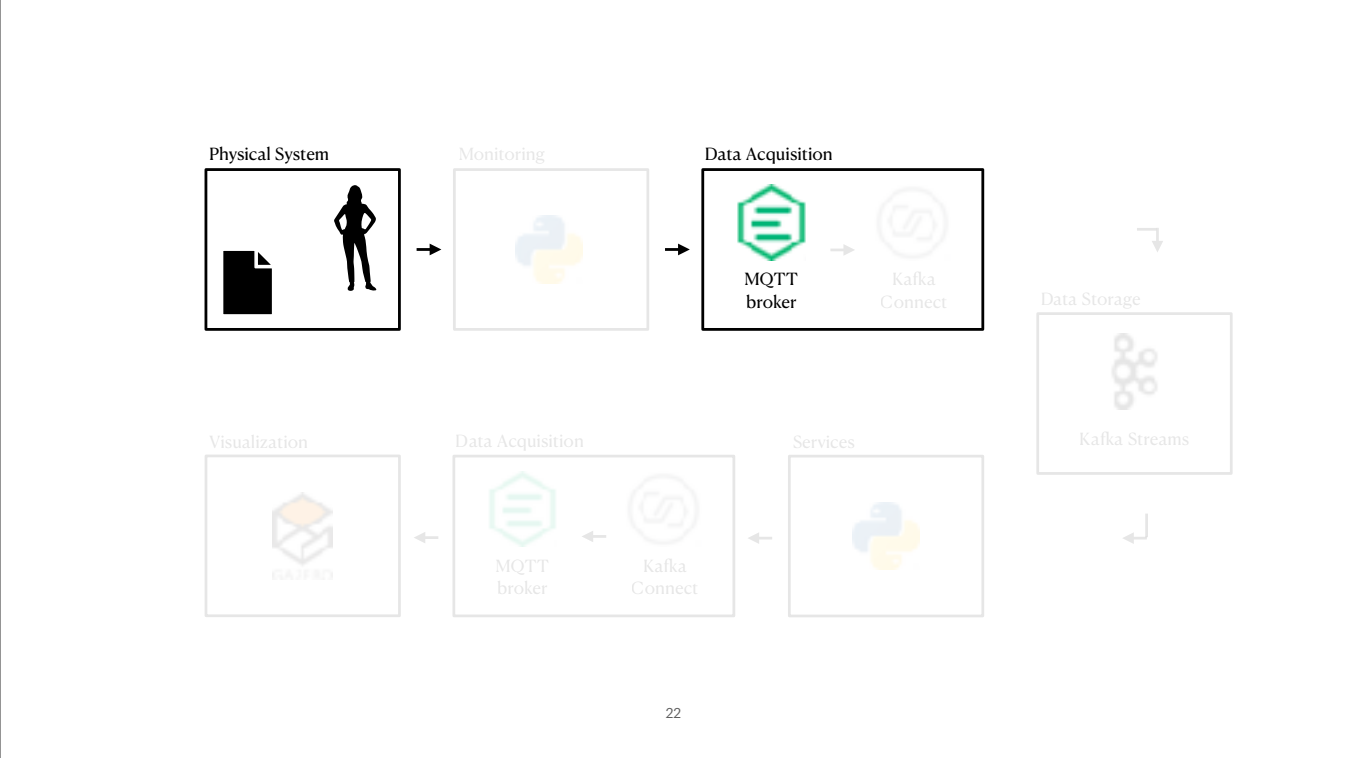 Physical System
Monitoring
Data Acquisition
MQTT
broker
Kafka
Connect
Data Storage
Kafka Streams
Visualization
Data Acquisition
Services
MQTT
broker
Kafka
Connect
22